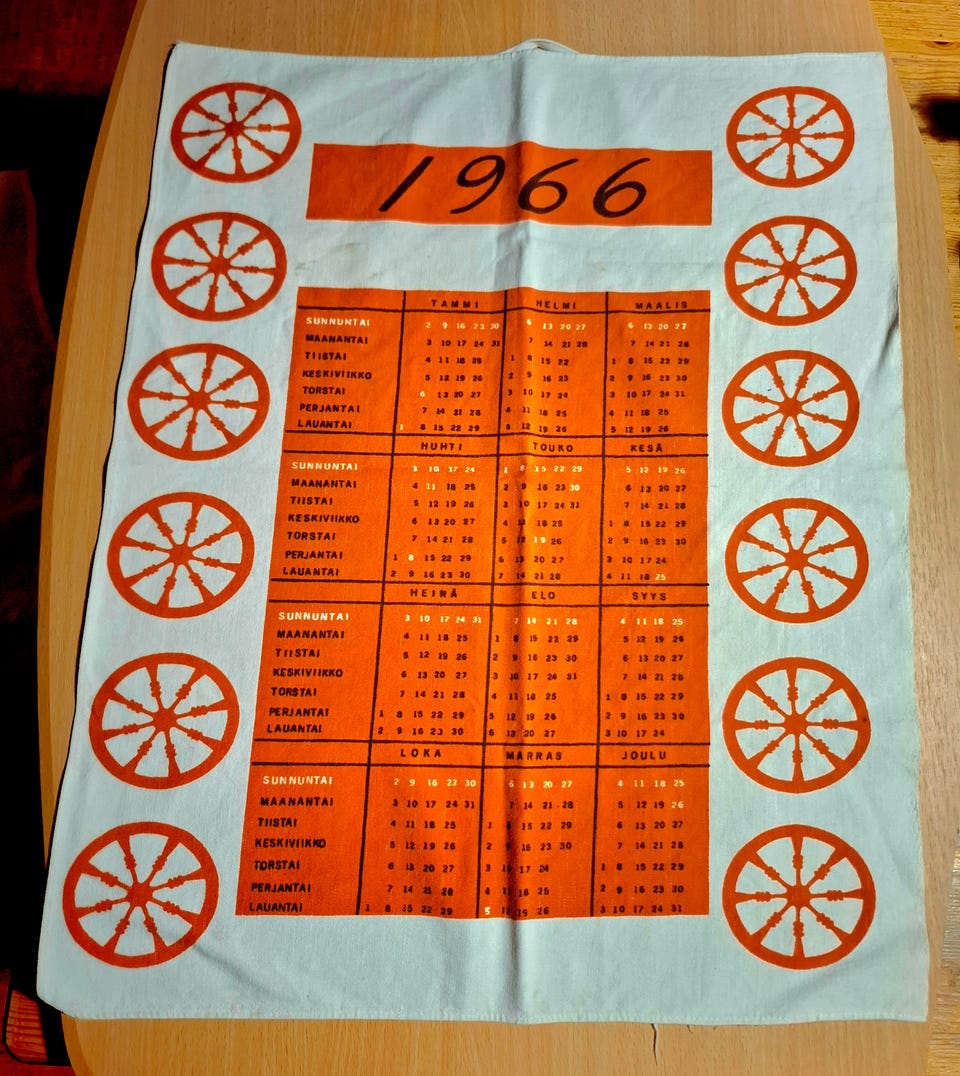 1966
TAMMI HELMI MAALIS
SUNNUNTAI 2 9 16 23 30 6 13 20 27 6 13 20 27
MAANANTAI 3 10 17 24 31 7 14 21 28 7 14 21 28
TIISTAI 4 11 18 25 1 8 15 22 1 8 15 22 29
KESKIVIIKKO 5 12 19 26 2 9 16 23 2 9 16 23 30
TORSTAI 6 13 20 27 3 10 17 24 3 10 17 24 31
PERJANTAI 7 14 21 28 4 11 18 25 4 11 18 25
LAUANTAI 1 8 15 22 29 5 12 19 26 5 12 19 26
HUHTI TOUKO KESÄ
SUNNUNTAI 3 10 17 24 1 8 15 22 29 5 12 19 26
MAANANTAI 4 11 18 25 2 9 16 23 30 6 13 20 27
TIISTAI 5 12 19 26 3 10 17 24 31 7 14 21 28
KESKIVIIKKO 6 13 20 27 4 11 18 25 1 8 15 22 29
TORSTAI 7 14 21 28 5 12 19 26 2 9 16 23 30
PERJANTAI 1 8 15 22 29 6 13 20 27 3 10 17 24
LAUANTAI 2 9 16 23 30 7 14 21 28 4 11 18 25
HEINÄ ELO SYYS
SUNNUNTAI 3 10 17 24 31 7 14 21 28 4 11 18 25
MAANANTAI 4 11 18 25 1 8 15 22 29 5 12 19 26
TIISTAI 5 12 19 26 2 9 16 23 30 6 13 20 27
KESKIVIIKKO 6 13 20 27 3 10 17 24 31 7 14 21 28
TORSTAI 7 14 21 28 4 11 18 25 1 8 15 22 29
PERJANTAI 1 8 15 22 29 5 12 19 26 2 9 16 23 30
LAUANTAI 2 9 16 23 30 6 13 20 27 3 10 17 24
LOKA MARRAS JOULU
SUNNUNTAI 2 9 16 23 30 6 13 20 27 4 11 18 25
MAANANTAI 3 10 17 24 31 7 14 21 28 5 12 19 26
TIISTAI 4 11 18 25 1 8 15 22 29 6 13 20 27
KESKIVIIKKO 5 12 19 26 2 9 16 23 30 7 14 21 28
TORSTAI 6 13 20 27 3 10 17 24 1 8 15 22 29
PERJANTAI 7 14 21 28 4 11 18 25 2 9 16 23 30
LAUANTAI 1 8 15 22 29 5 12 19 26 3 10 17 24 31